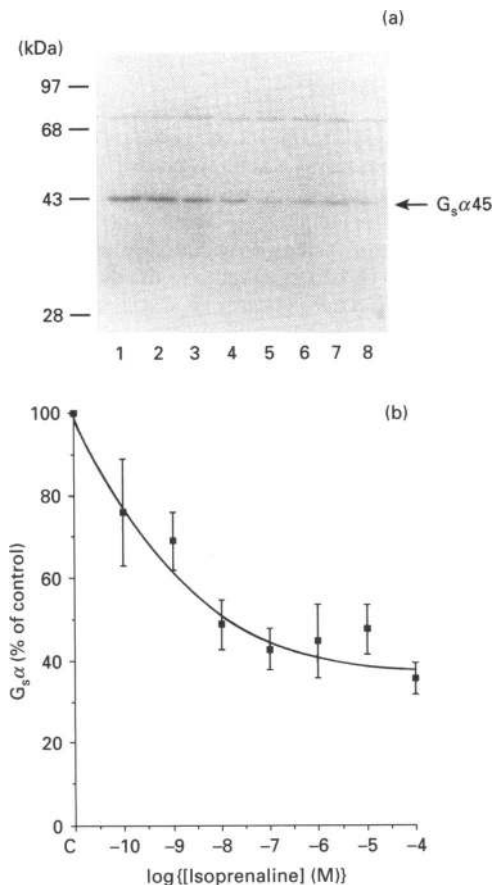 (a)
(kDa)
97
68
43
Gₛα45
28
1 2 3 4 5 6 7 8
(b)
100
80
60
40
20
0
Gₛα (% of control)
C –10 –9 –8 –7 –6 –5 –4
log{[Isoprenaline] (M)}